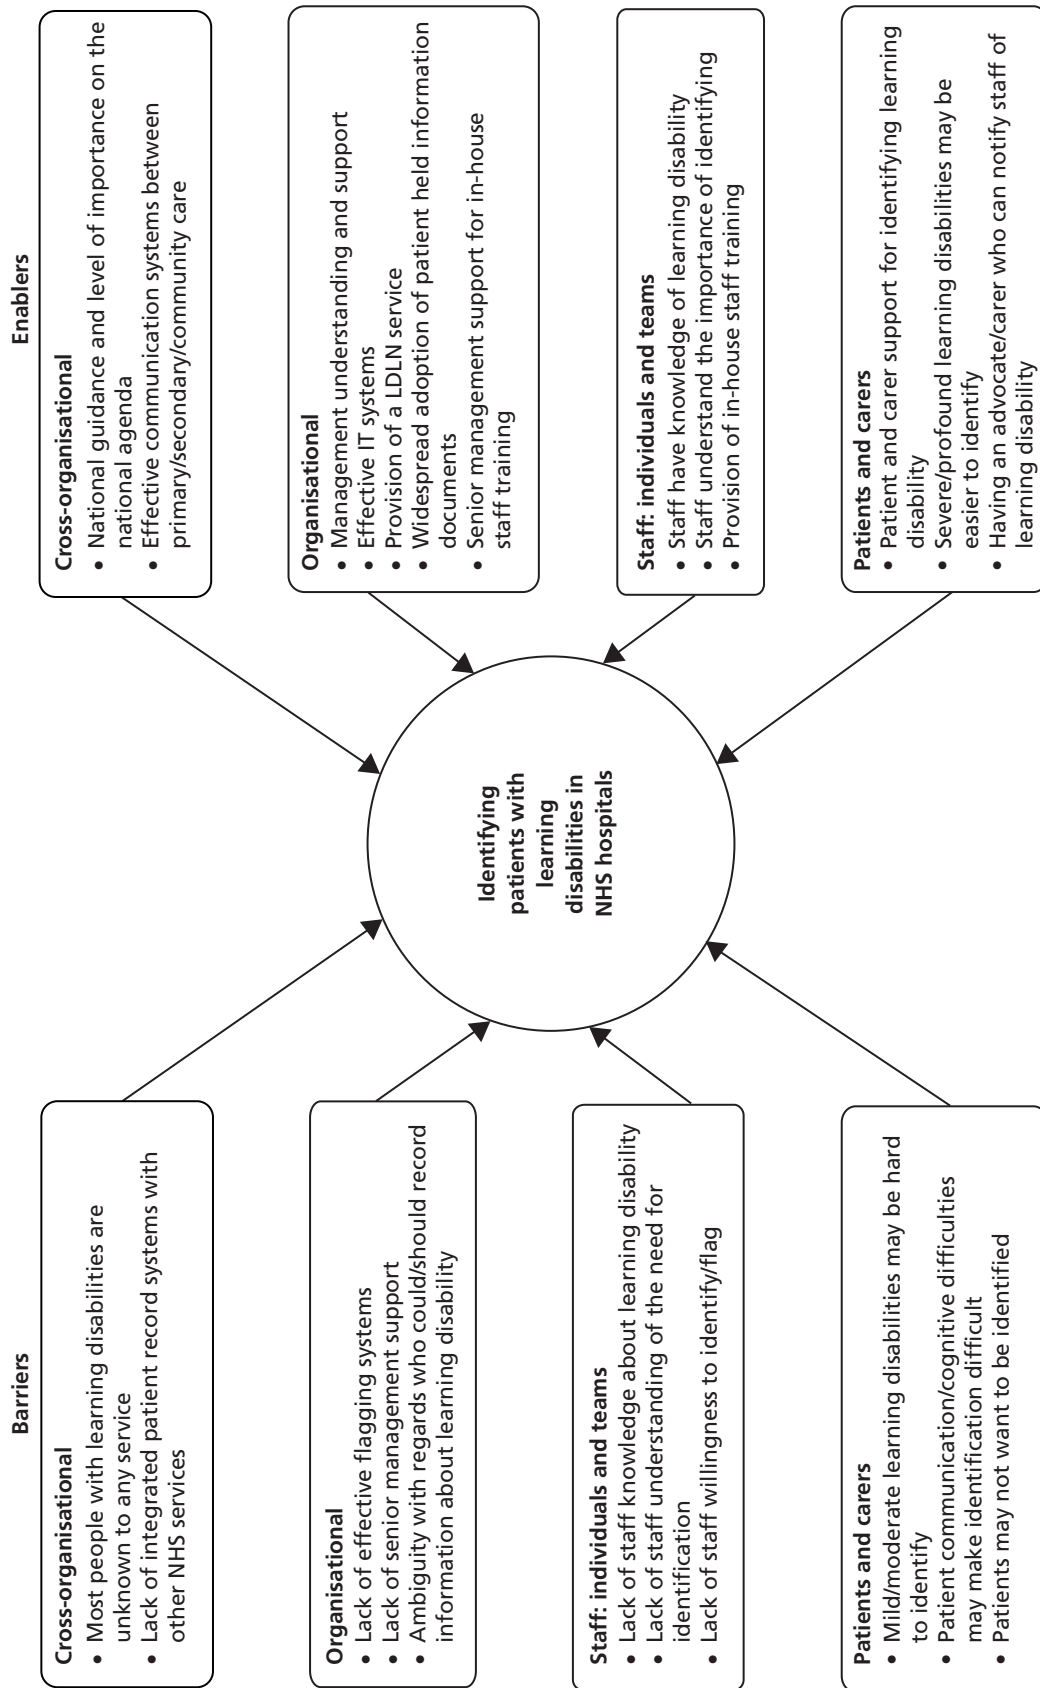 Barriers
Cross-organisational
• Most people with learning disabilities are
unknown to any service
• Lack of integrated patient record systems with
other NHS services
Organisational
• Lack of effective flagging systems
• Lack of senior management support
• Ambiguity with regards who could/should record
information about learning disability
Staff: individuals and teams
• Lack of staff knowledge about learning disability
• Lack of staff understanding of the need for
identification
• Lack of staff willingness to identify/flag
Patients and carers
• Mild/moderate learning disabilities may be hard
to identify
• Patient communication/cognitive difficulties
may make identification difficult
• Patients may not want to be identified
Identifying
patients with
learning
disabilities in
NHS hospitals
Enablers
Cross-organisational
• National guidance and level of importance on the
national agenda
• Effective communication systems between
primary/secondary/community care
Organisational
• Management understanding and support
• Effective IT systems
• Provision of a LDLN service
• Widespread adoption of patient held information
documents
• Senior management support for in-house
staff training
Staff: individuals and teams
• Staff have knowledge of learning disability
• Staff understand the importance of identifying
• Provision of in-house staff training
Patients and carers
• Patient and carer support for identifying learning
disability
• Severe/profound learning disabilities may be
easier to identify
• Having an advocate/carer who can notify staff of
learning disability